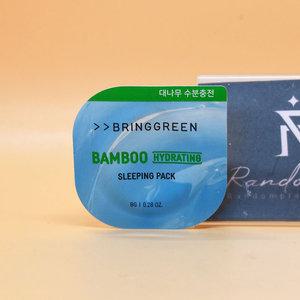 대나무 수분충전
>>BRINGGREEN
BAMBOO HYDRATING
SLEEPING PACK
8G I 0.28 OZ.